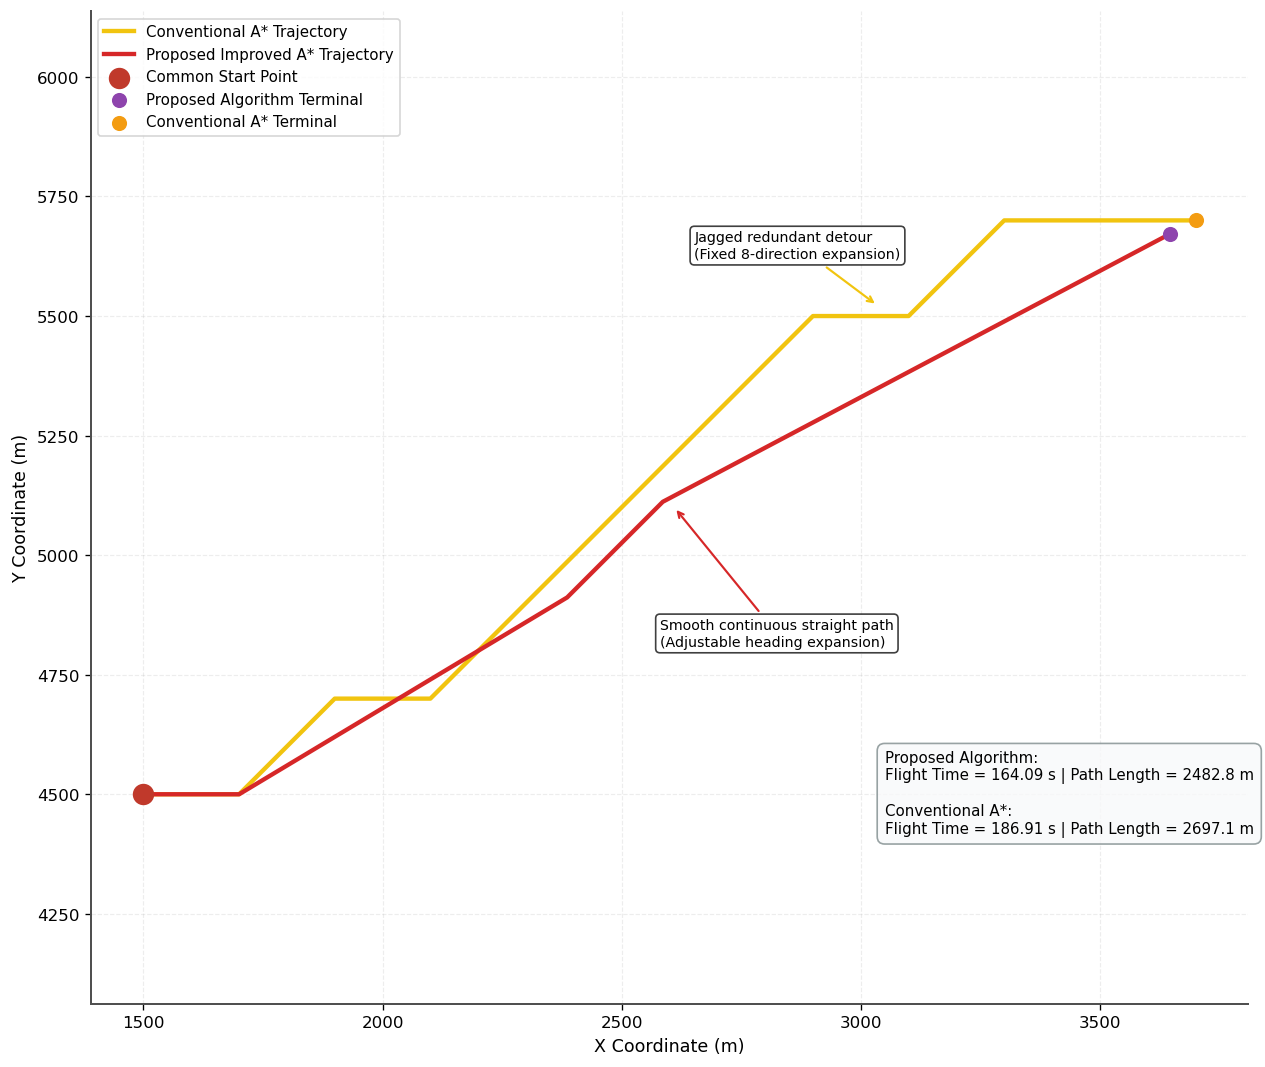 Conventional A* Trajectory
Proposed Improved A* Trajectory
Common Start Point
Proposed Algorithm Terminal
Conventional A* Terminal
6000
5750
5500
5250
5000
4750
4500
4250
Y Coordinate (m)
Jagged redundant detour
(Fixed 8-direction expansion)
Smooth continuous straight path
(Adjustable heading expansion)
Proposed Algorithm:
Flight Time = 164.09 s | Path Length = 2482.8 m
Conventional A*:
Flight Time = 186.91 s | Path Length = 2697.1 m
1500
2000
2500
3000
3500
X Coordinate (m)